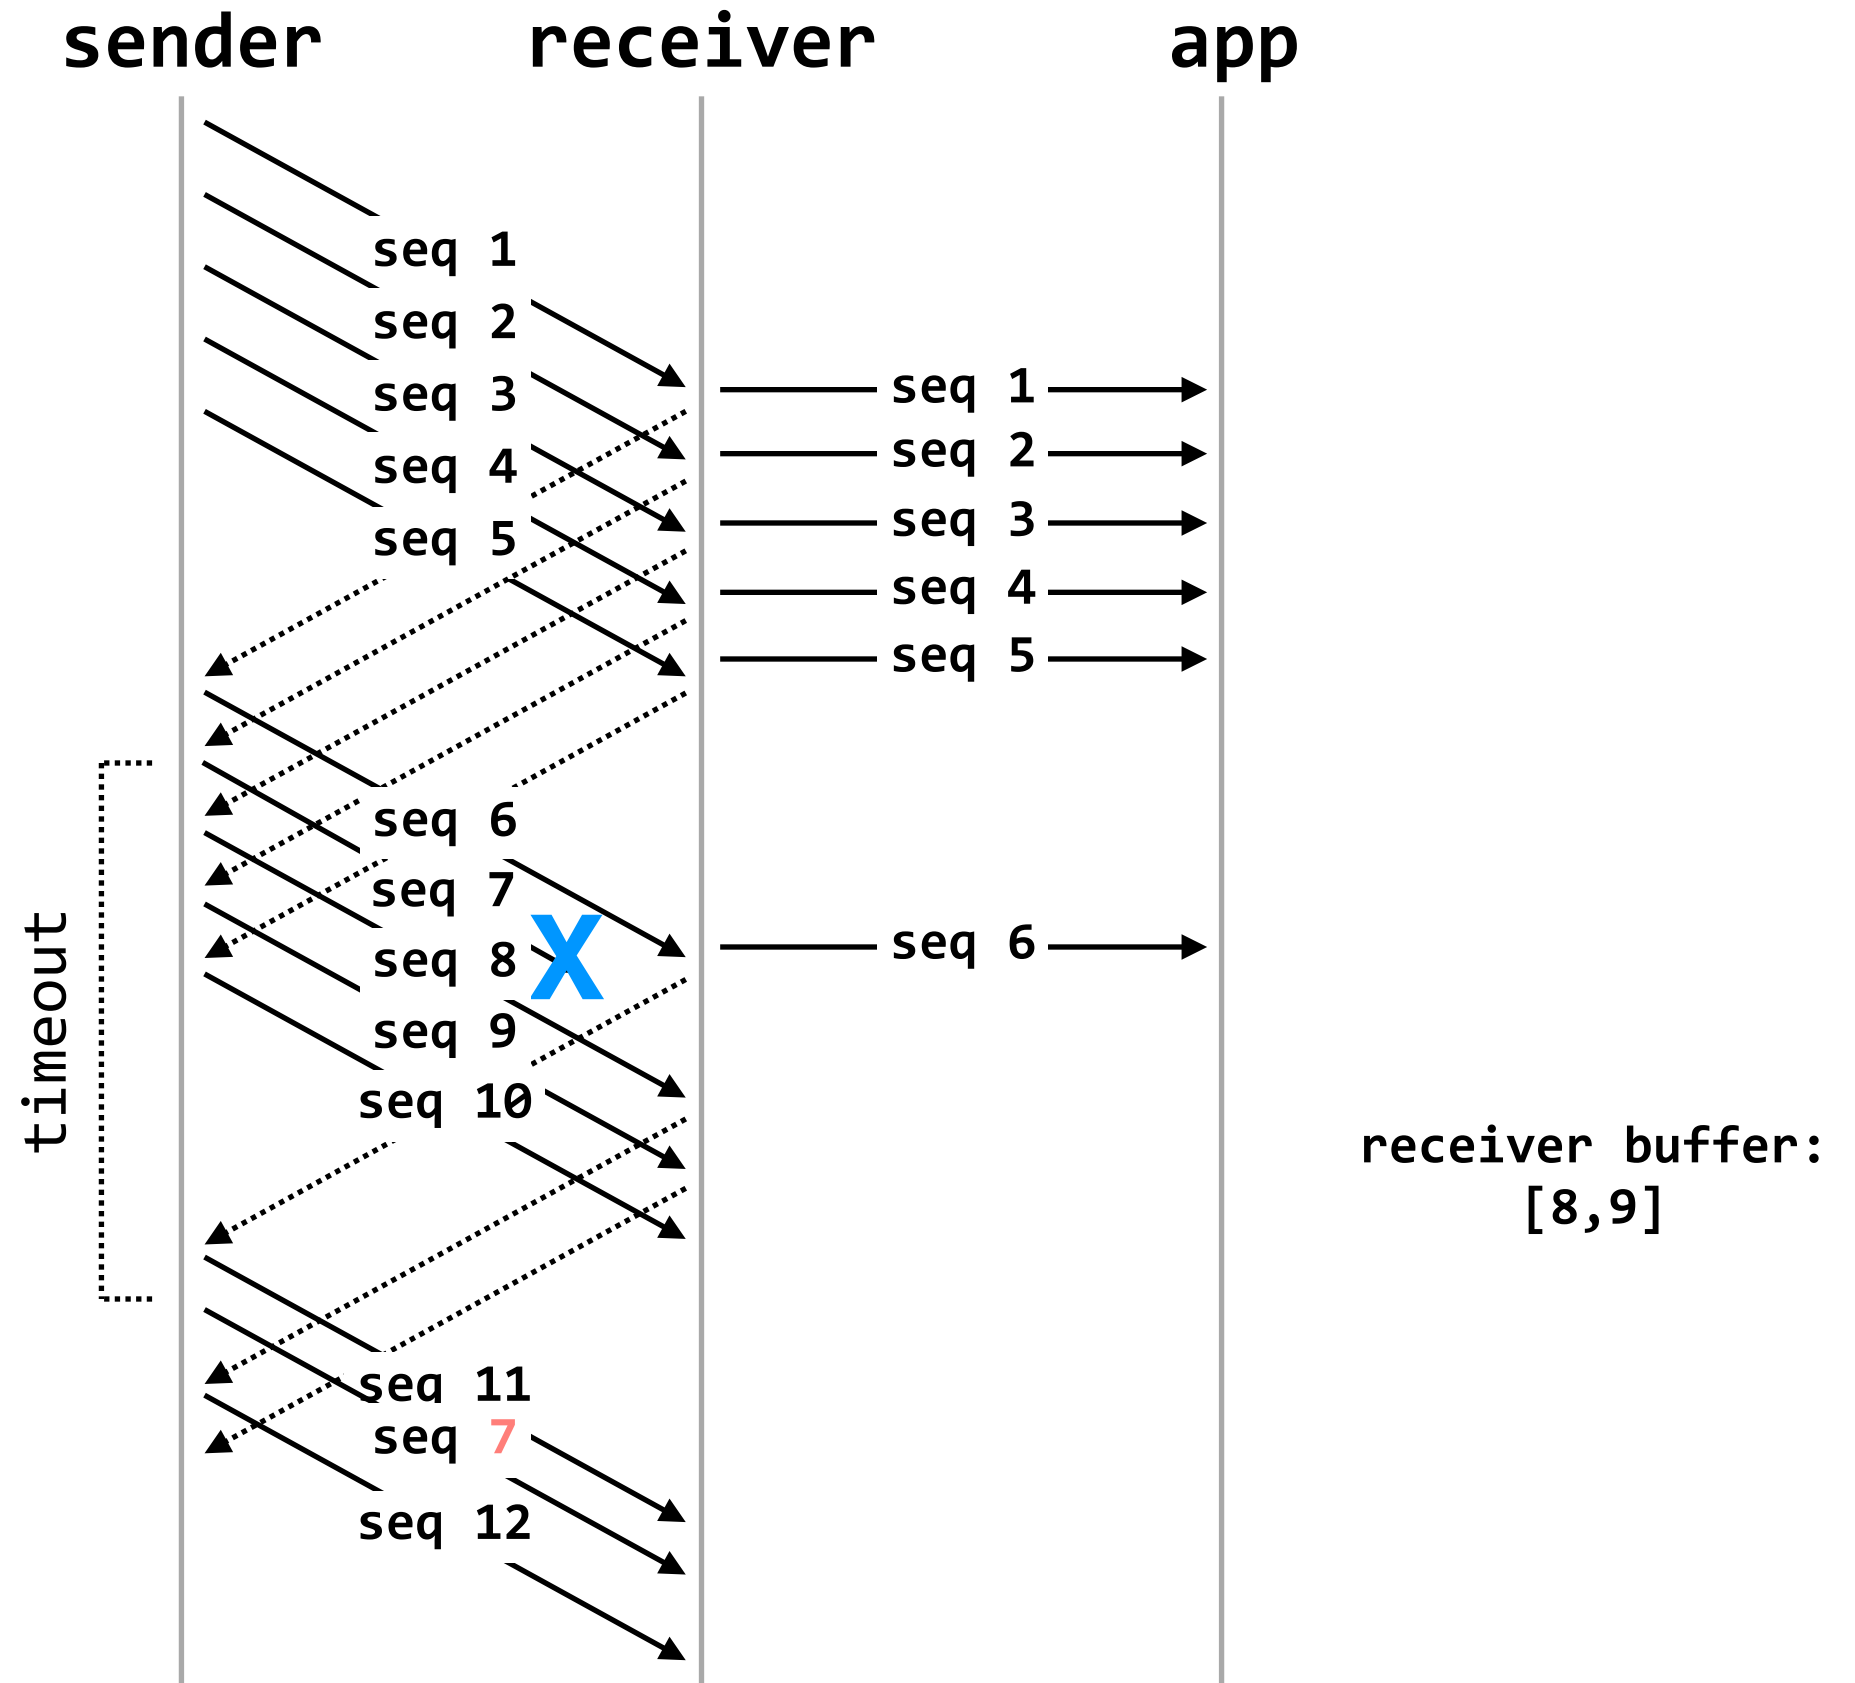 sender
receiver
app
seq 1
seq 2
seq 3
seq 4
seq 5
seq 1
seq 2
seq 3
seq 4
seq 5
timeout
seq 6
seq 7
seq 8
X
seq 9
seq 10
seq 6
receiver buffer:
[8,9]
seq 11
seq 7
seq 12